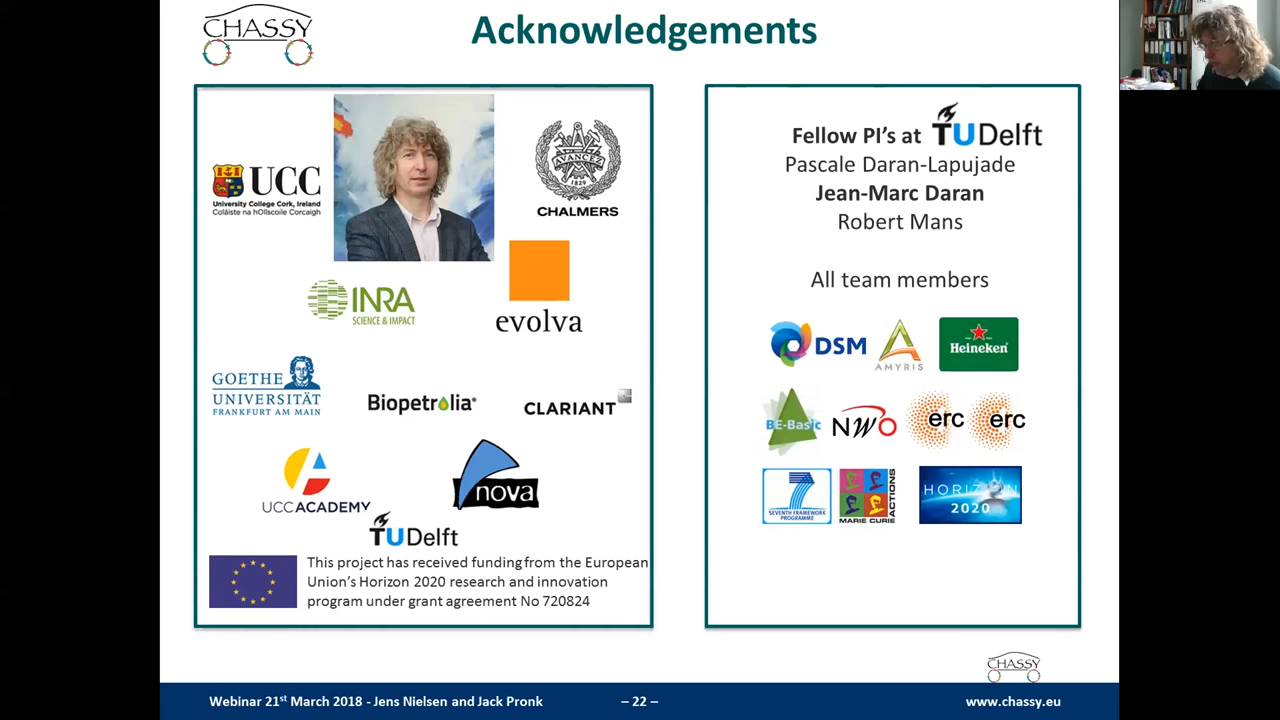 CHASSY
Acknowledgements
UCC
University College Cork, Ireland
Coláiste na hOllscoile Corcaigh
AVANCEZ
1829
CHALMERS
INRA
SCIENCE & IMPACT
evolva
GOETHE
UNIVERSITÄT
FRANKFURT AM MAIN
Biopetrolia
CLARIANT
UCCACADEMY
nova
TUDelft
This project has received funding from the European
Union's Horizon 2020 research and innovation
program under grant agreement No 720824
Fellow PI's at TUDelft
Pascale Daran-Lapujade
Jean-Marc Daran
Robert Mans
All team members
DSM
AMYRIS
Heineken
BE-Basic
NWO
erc
erc
7
SEVENTH FRAMEWORK
PROGRAMME
MARIE CURIE ACTIONS
HORIZON
2020
CHASSY
Webinar 21st March 2018 - Jens Nielsen and Jack Pronk
– 22 –
www.chassy.eu